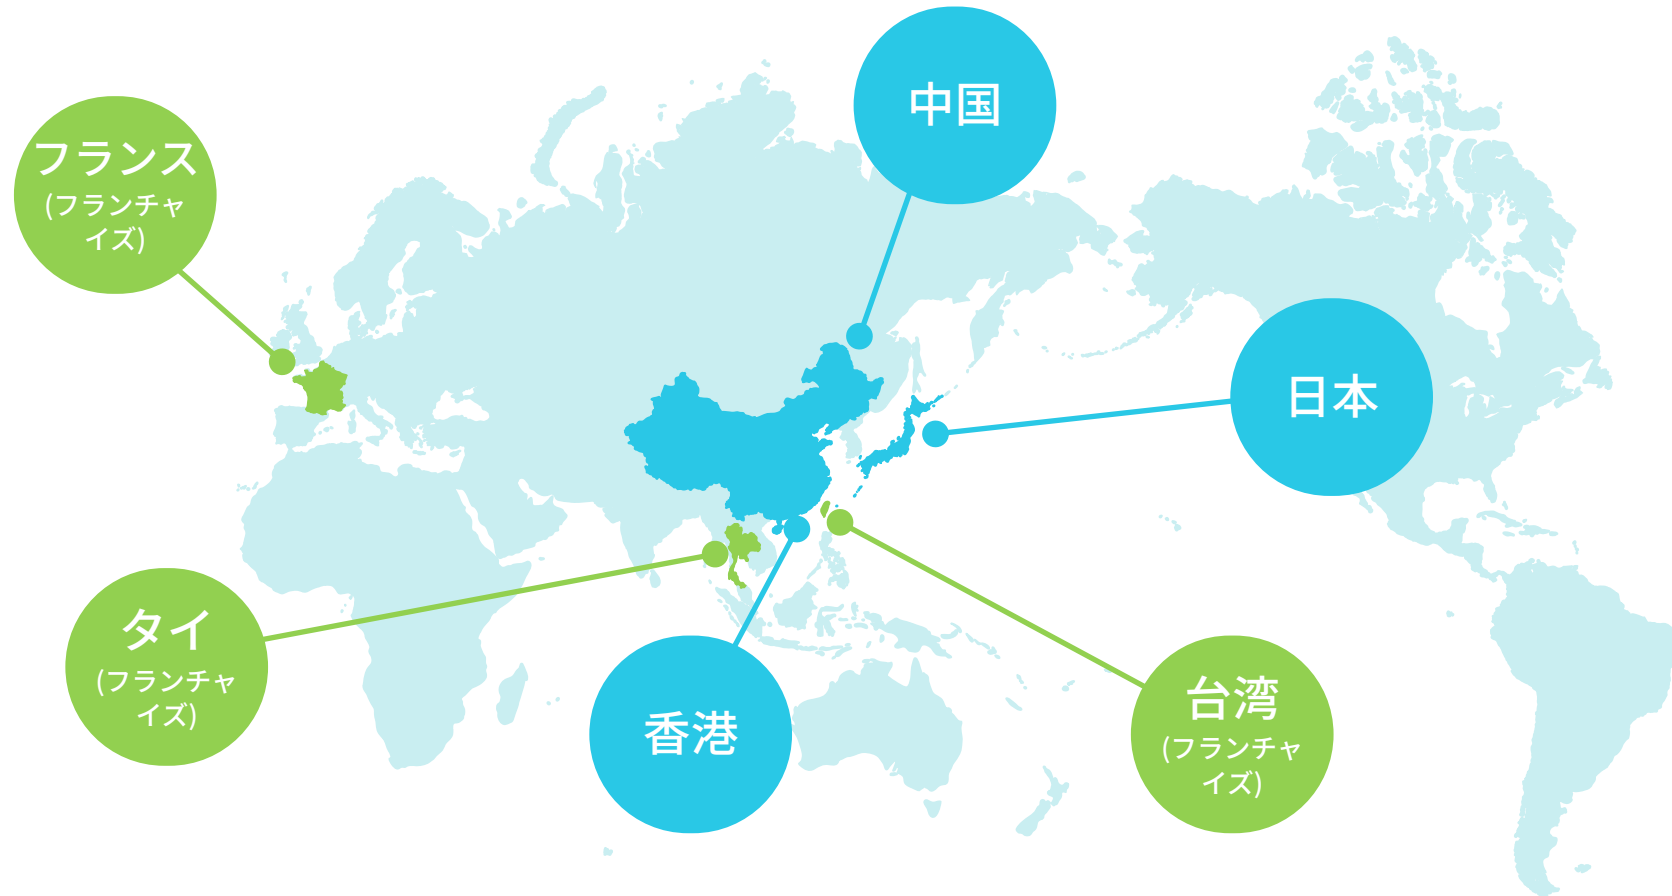 中国
フランス
(フランチャ
イズ)
日本
タイ
(フランチャ
イズ)
香港
台湾
(フランチャ
イズ)